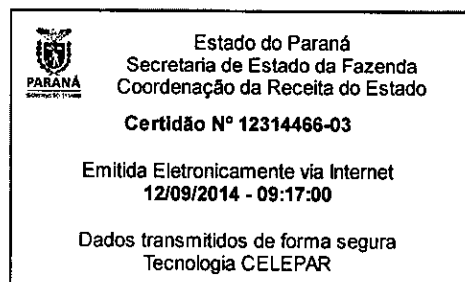 Estado do Paraná
Secretaria de Estado da Fazenda
PARANÁ
Coordenação da Receita do Estado
Certidão Nº 12314466-03
Emitida Eletronicamente via Internet
12/09/2014 - 09:17:00
Dados transmitidos de forma segura
Tecnologia CELEPAR